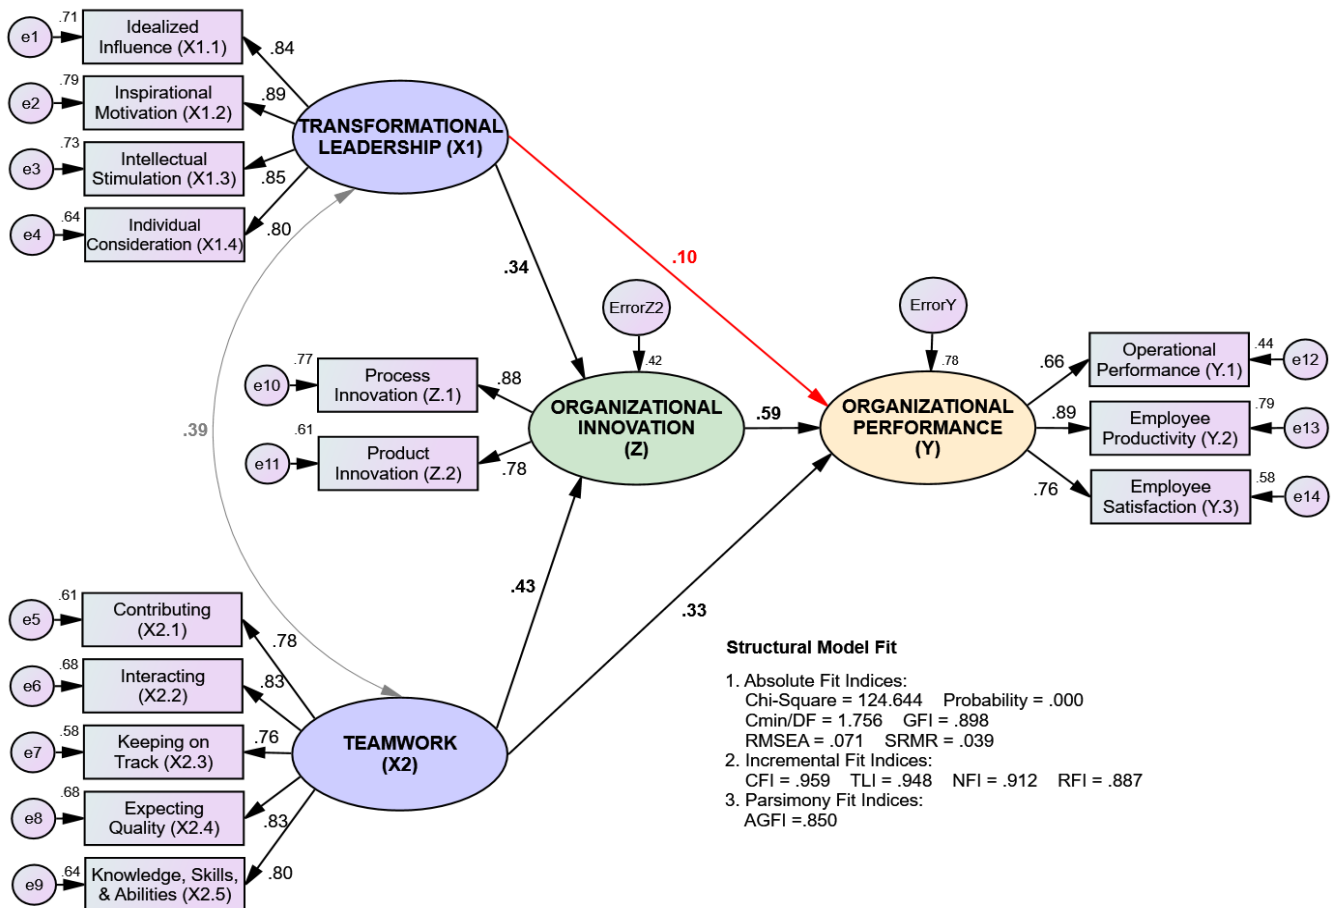 e1
.71
Idealized
Influence (X1.1)
.84
e2
.79
Inspirational
Motivation (X1.2)
.89
e3
.73
Intellectual
Stimulation (X1.3)
.85
e4
.64
Individual
Consideration (X1.4)
.80
TRANSFORMATIONAL
LEADERSHIP (X1)
.34
.10
.39
ErrorZ2
.42
ErrorY
.78
e10
.77
Process
Innovation (Z.1)
.88
e11
.61
Product
Innovation (Z.2)
.78
ORGANIZATIONAL
INNOVATION
(Z)
.59
ORGANIZATIONAL
PERFORMANCE
(Y)
.66
Operational
Performance (Y.1)
.44
e12
.89
Employee
Productivity (Y.2)
.79
e13
.76
Employee
Satisfaction (Y.3)
.58
e14
.43
.33
e5
.61
Contributing
(X2.1)
.78
e6
.68
Interacting
(X2.2)
.83
e7
.58
Keeping on
Track (X2.3)
.76
e8
.68
Expecting
Quality (X2.4)
.83
e9
.64
Knowledge, Skills,
& Abilities (X2.5)
.80
TEAMWORK
(X2)
Structural Model Fit
1. Absolute Fit Indices:
Chi-Square = 124.644 Probability = .000
Cmin/DF = 1.756 GFI = .898
RMSEA = .071 SRMR = .039
2. Incremental Fit Indices:
CFI = .959 TLI = .948 NFI = .912 RFI = .887
3. Parsimony Fit Indices:
AGFI =.850